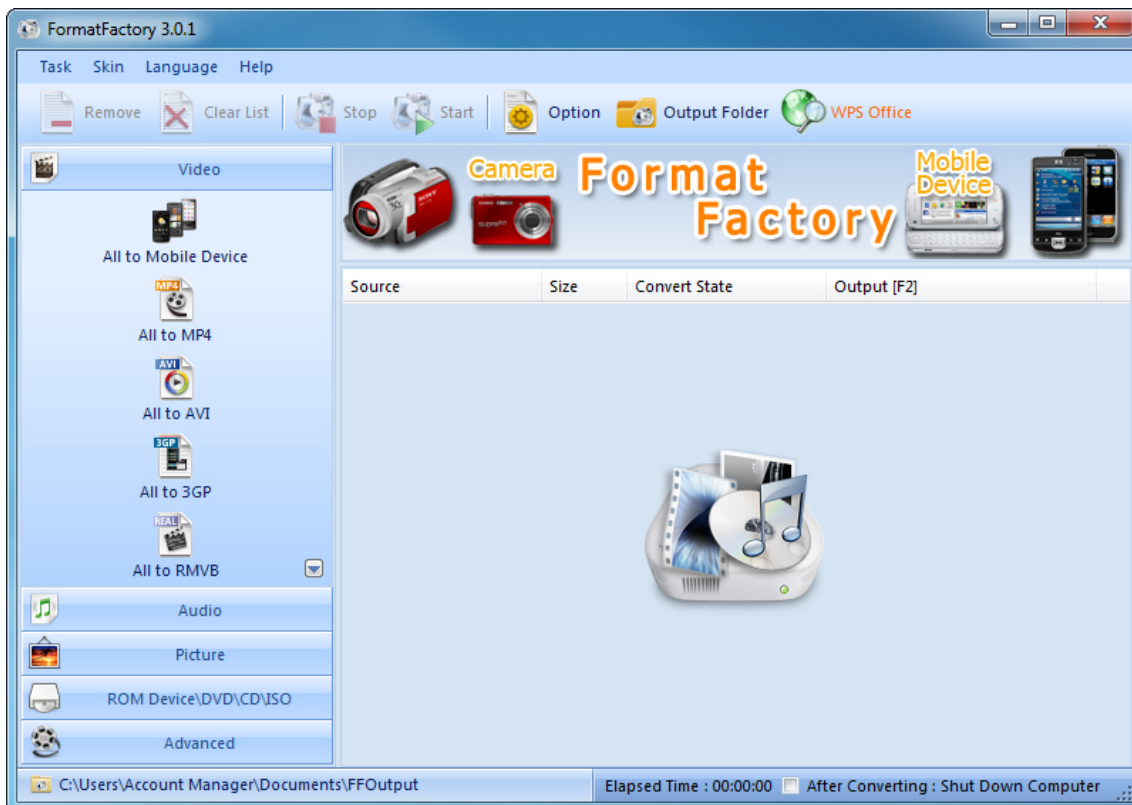 FormatFactory 3.0.1
Task Skin Language Help
Remove Clear List Stop Start Option Output Folder WPS Office
Video
All to Mobile Device
MP4
All to MP4
AVI
All to AVI
3GP
All to 3GP
REAL
All to RMVB
Audio
Picture
ROM Device\DVD\CD\ISO
Advanced
Camera
Format
Factory
Mobile
Device
SONY
Source Size Convert State Output [F2]
C:\Users\Account Manager\Documents\FFOutput
Elapsed Time : 00:00:00 After Converting : Shut Down Computer